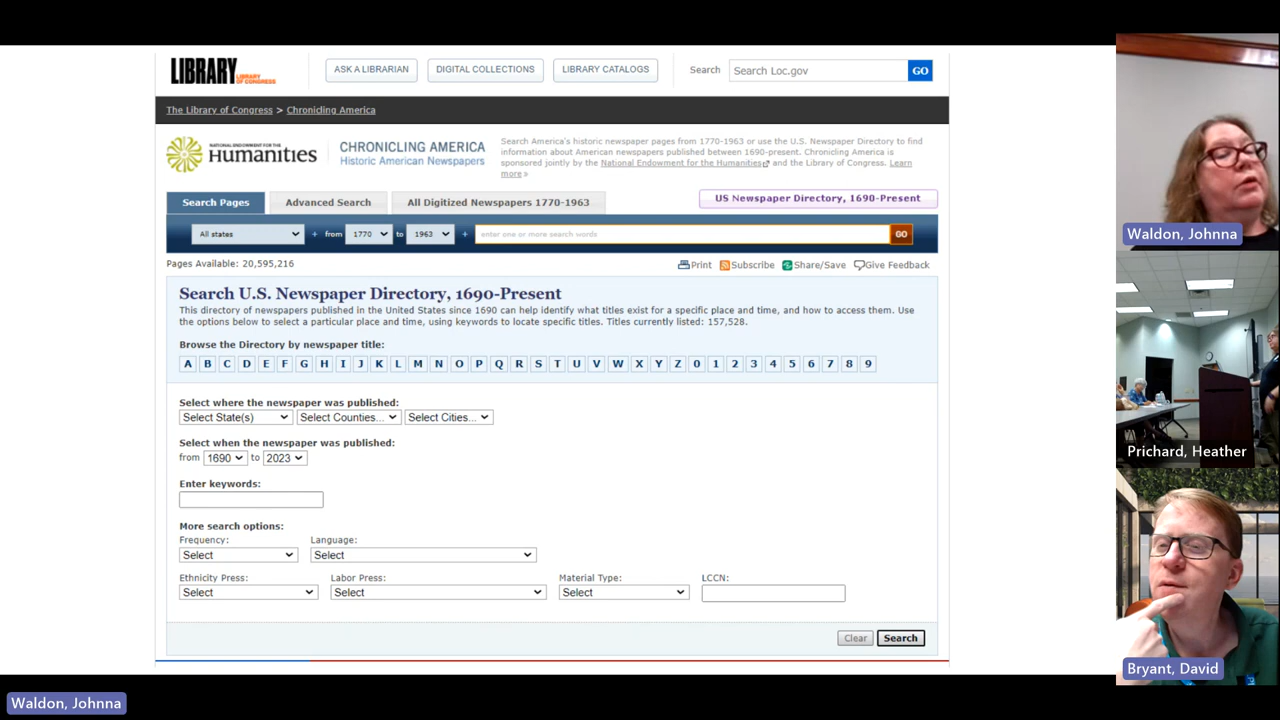 LIBRARY
LIBRARY OF CONGRESS
ASK A LIBRARIAN
DIGITAL COLLECTIONS
LIBRARY CATALOGS
Search
Search Loc.gov
GO
The Library of Congress > Chronicling America
NATIONAL ENDOWMENT FOR THE
Humanities
CHRONICLING AMERICA
Historic American Newspapers
Search America's historic newspaper pages from 1770-1963 or use the U.S. Newspaper Directory to find
information about American newspapers published between 1690-present. Chronicling America is
sponsored jointly by the National Endowment for the Humanities and the Library of Congress. Learn
more »
Search Pages
Advanced Search
All Digitized Newspapers 1770-1963
US Newspaper Directory, 1690-Present
All states + from 1770 to 1963 + enter one or more search words GO
Pages Available: 20,595,216
Print Subscribe Share/Save Give Feedback
Search U.S. Newspaper Directory, 1690-Present
This directory of newspapers published in the United States since 1690 can help identify what titles exist for a specific place and time, and how to access them. Use
the options below to select a particular place and time, using keywords to locate specific titles. Titles currently listed: 157,528.
Browse the Directory by newspaper title:
A B C D E F G H I J K L M N O P Q R S T U V W X Y Z 0 1 2 3 4 5 6 7 8 9
Select where the newspaper was published:
Select State(s) Select Counties... Select Cities...
Select when the newspaper was published:
from 1690 to 2023
Enter keywords:
More search options:
Frequency: Language:
Select Select
Ethnicity Press: Labor Press: Material Type: LCCN:
Select Select Select
Clear Search
Waldon, Johnna
Prichard, Heather
Bryant, David
Waldon, Johnna